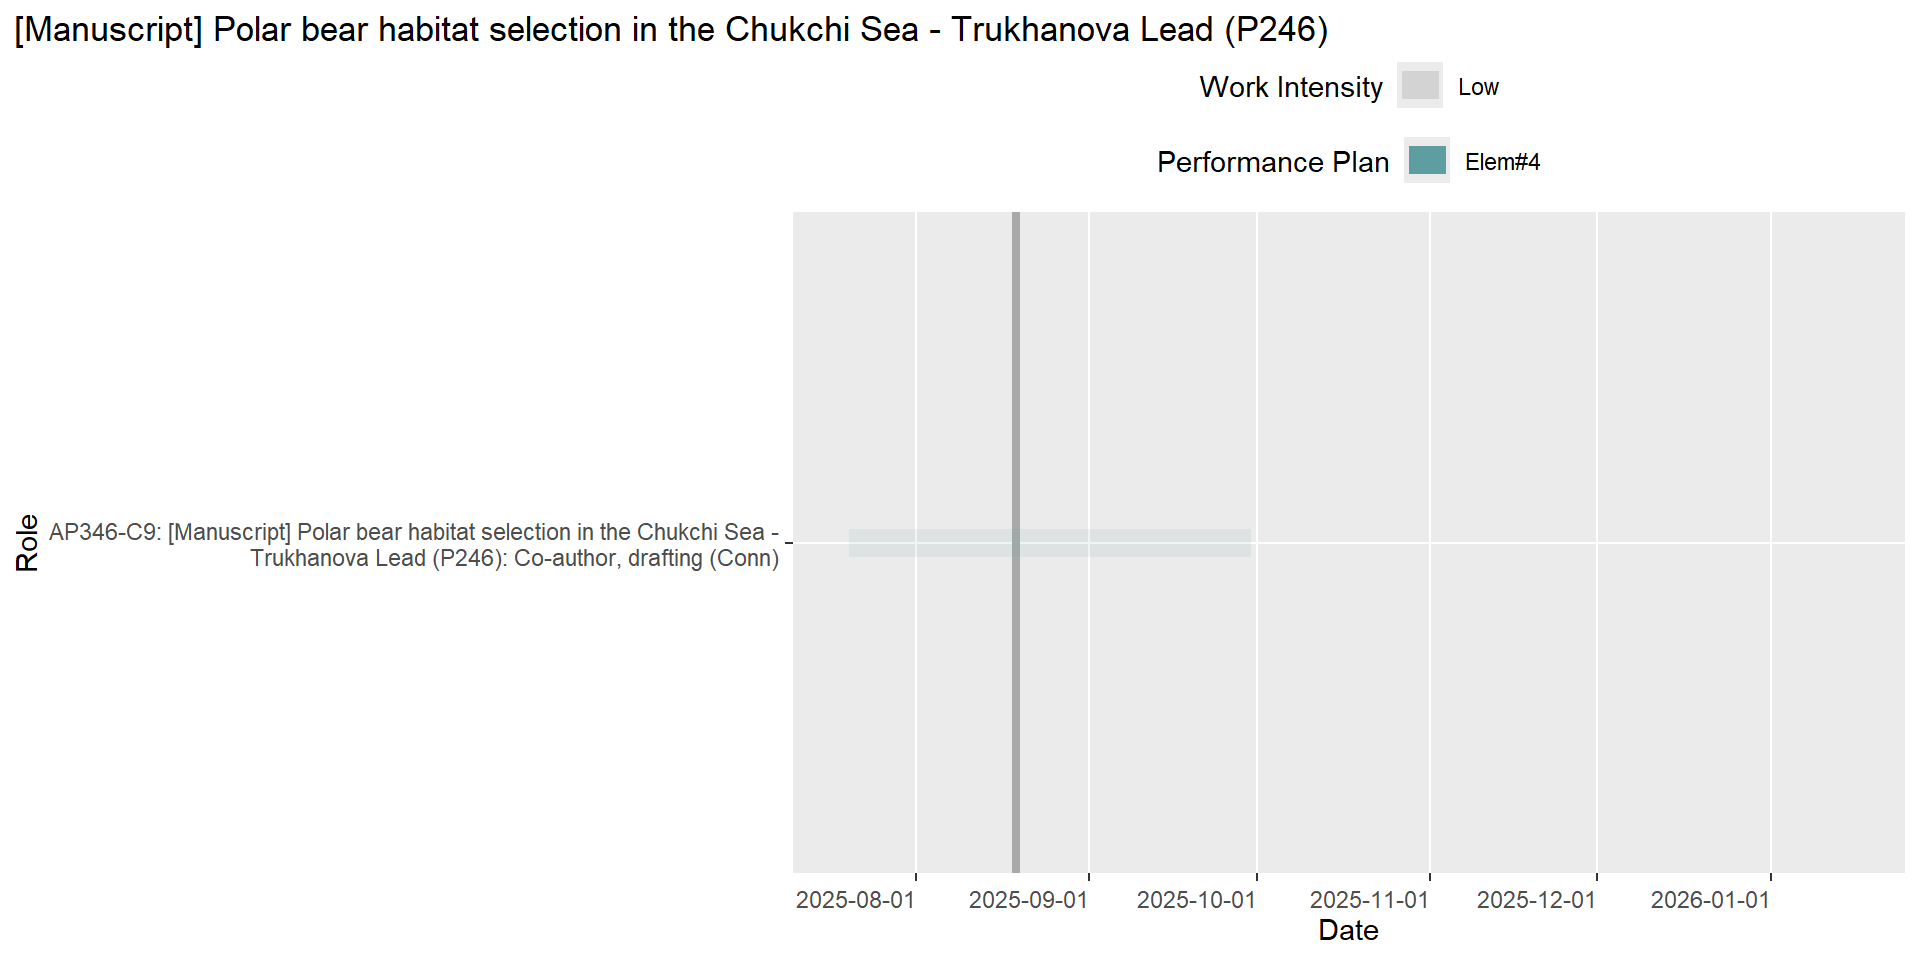 [Manuscript] Polar bear habitat selection in the Chukchi Sea - Trukhanova Lead (P246)
Work Intensity Low
Performance Plan Elem#4
Role
AP346-C9: [Manuscript] Polar bear habitat selection in the Chukchi Sea -
Trukhanova Lead (P246): Co-author, drafting (Conn)
2025-08-01 2025-09-01 2025-10-01 2025-11-01 2025-12-01 2026-01-01
Date